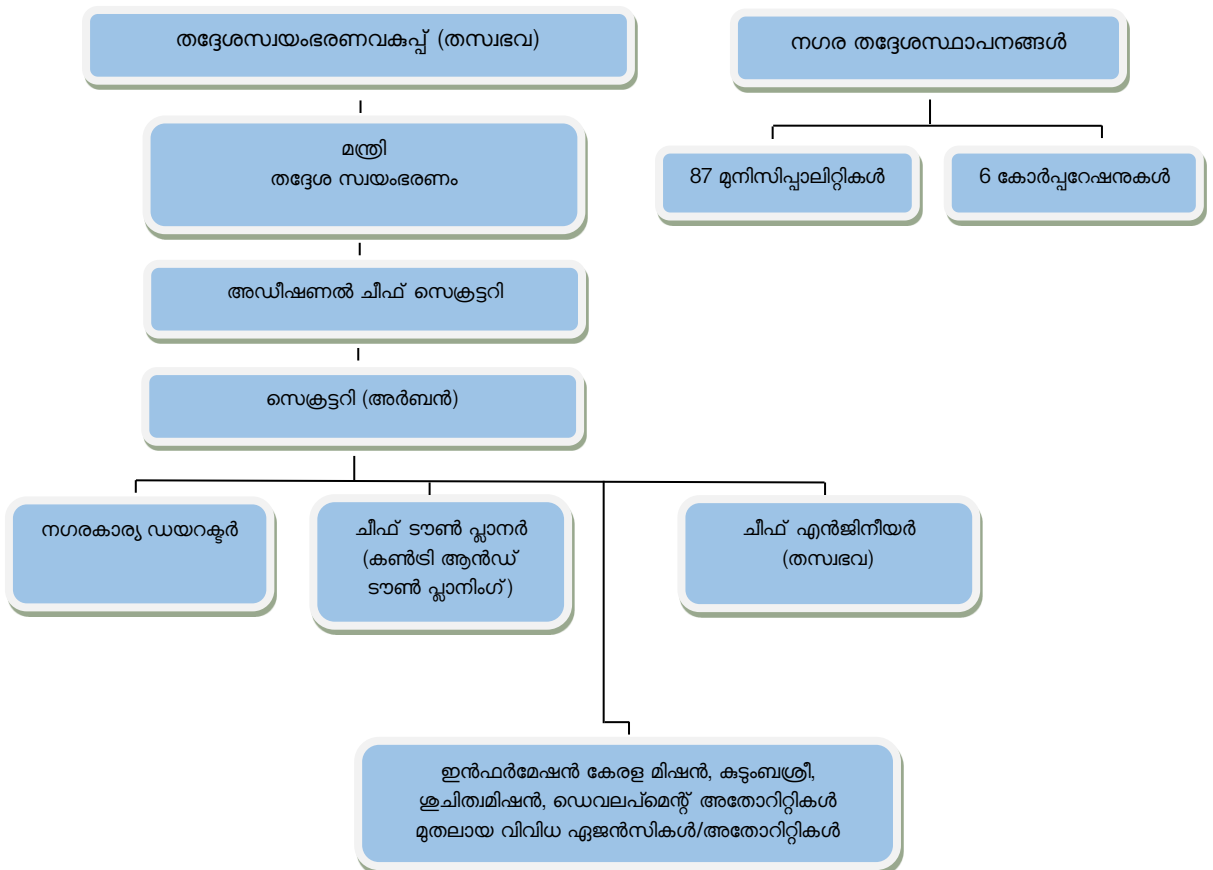 തദ്ദേശസ്വയംഭരണവകുപ്പ് (തസ്വഭവ)
നഗര തദ്ദേശസ്ഥാപനങ്ങൾ
മന്ത്രി
തദ്ദേശ സ്വയംഭരണം
87 മുനിസിപ്പാലിറ്റികൾ
6 കോർപ്പറേഷനുകൾ
അഡീഷണൽ ചീഫ് സെക്രട്ടറി
സെക്രട്ടറി (അർബൻ)
നഗരകാര്യ ഡയറക്ടർ
ചീഫ് ടൗൺ പ്ലാനർ
(കൺട്രി ആൻഡ്
ടൗൺ പ്ലാനിംഗ്)
ചീഫ് എൻജിനീയർ
(തസ്വഭവ)
ഇൻഫർമേഷൻ കേരള മിഷൻ, കുടുംബശ്രീ,
ശുചിത്വമിഷൻ, ഡെവലപ്മെന്റ് അതോറിറ്റികൾ
മുതലായ വിവിധ ഏജൻസികൾ/അതോറിറ്റികൾ